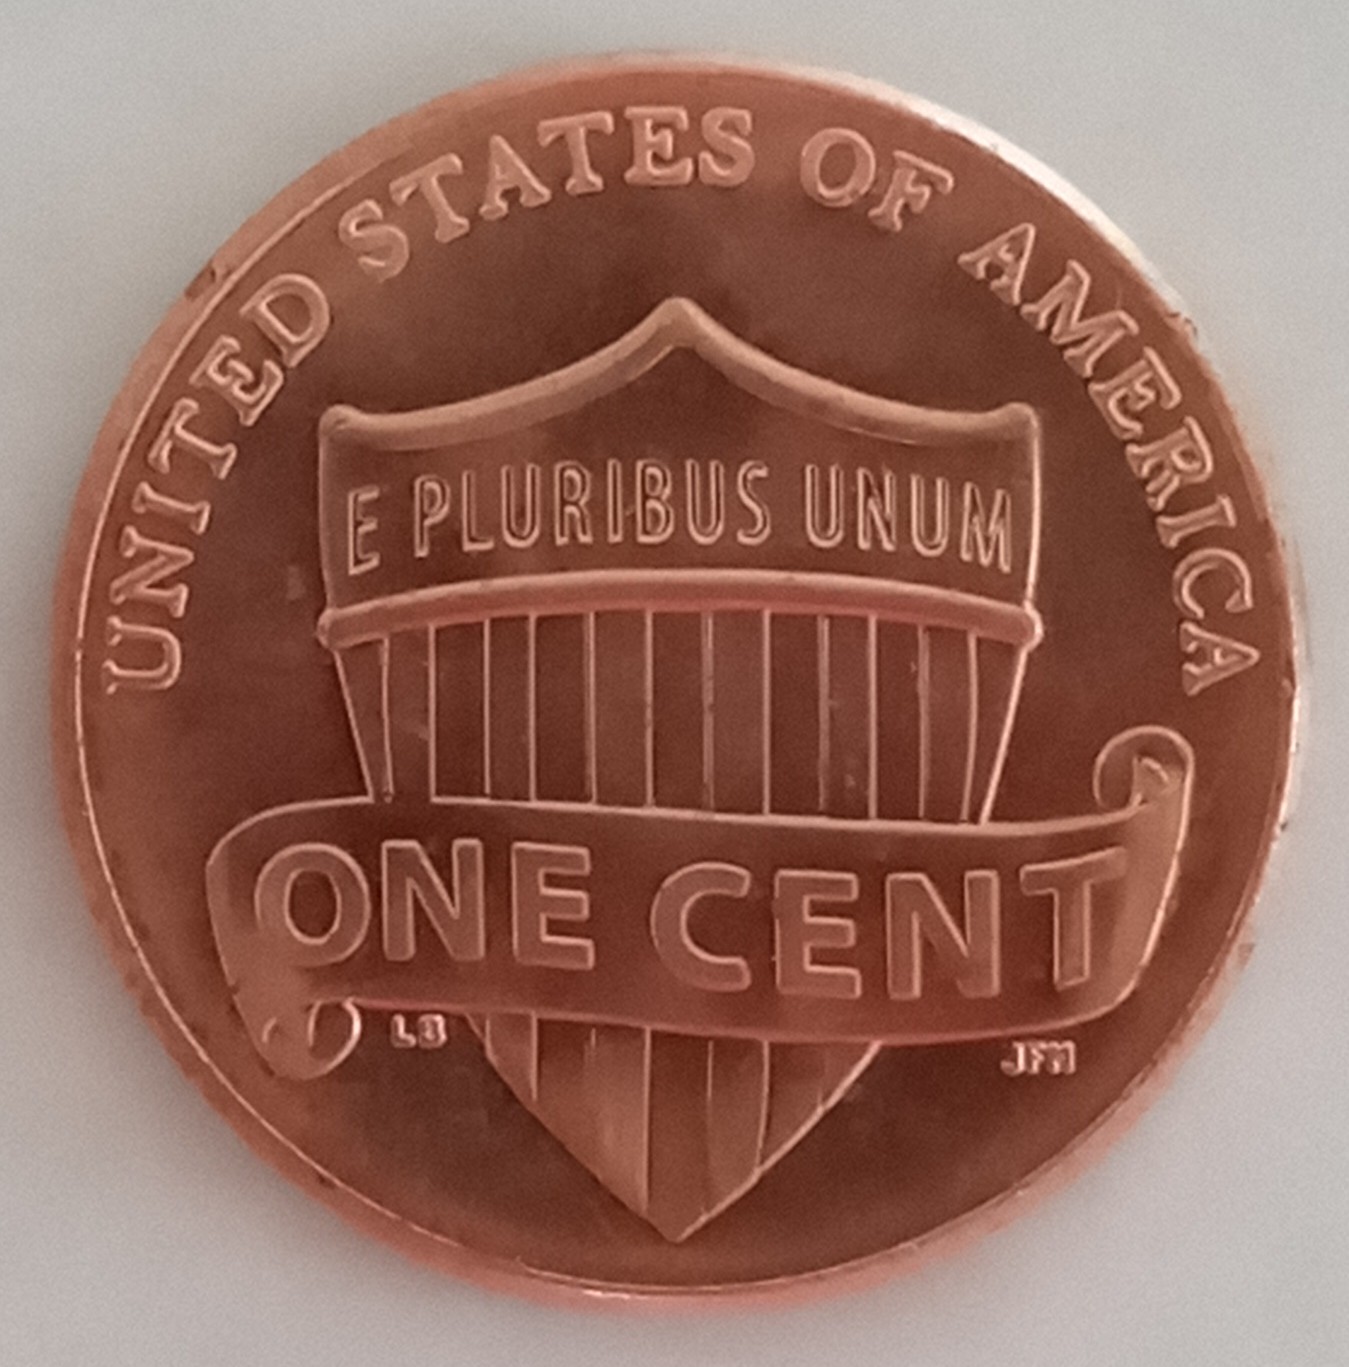 UNITED STATES OF AMERICA
E PLURIBUS UNUM
ONE CENT
LB
JFM